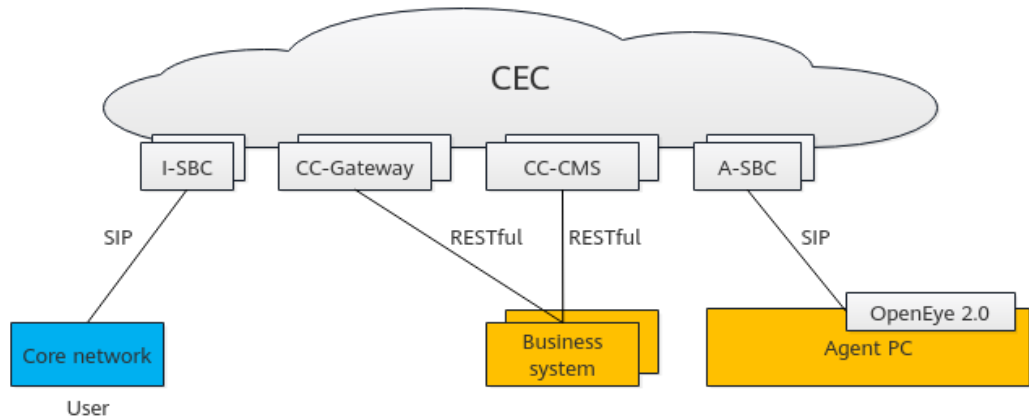 CEC
I-SBC
CC-Gateway
CC-CMS
A-SBC
SIP
RESTful
RESTful
SIP
OpenEye 2.0
Core network
Business
system
Agent PC
User